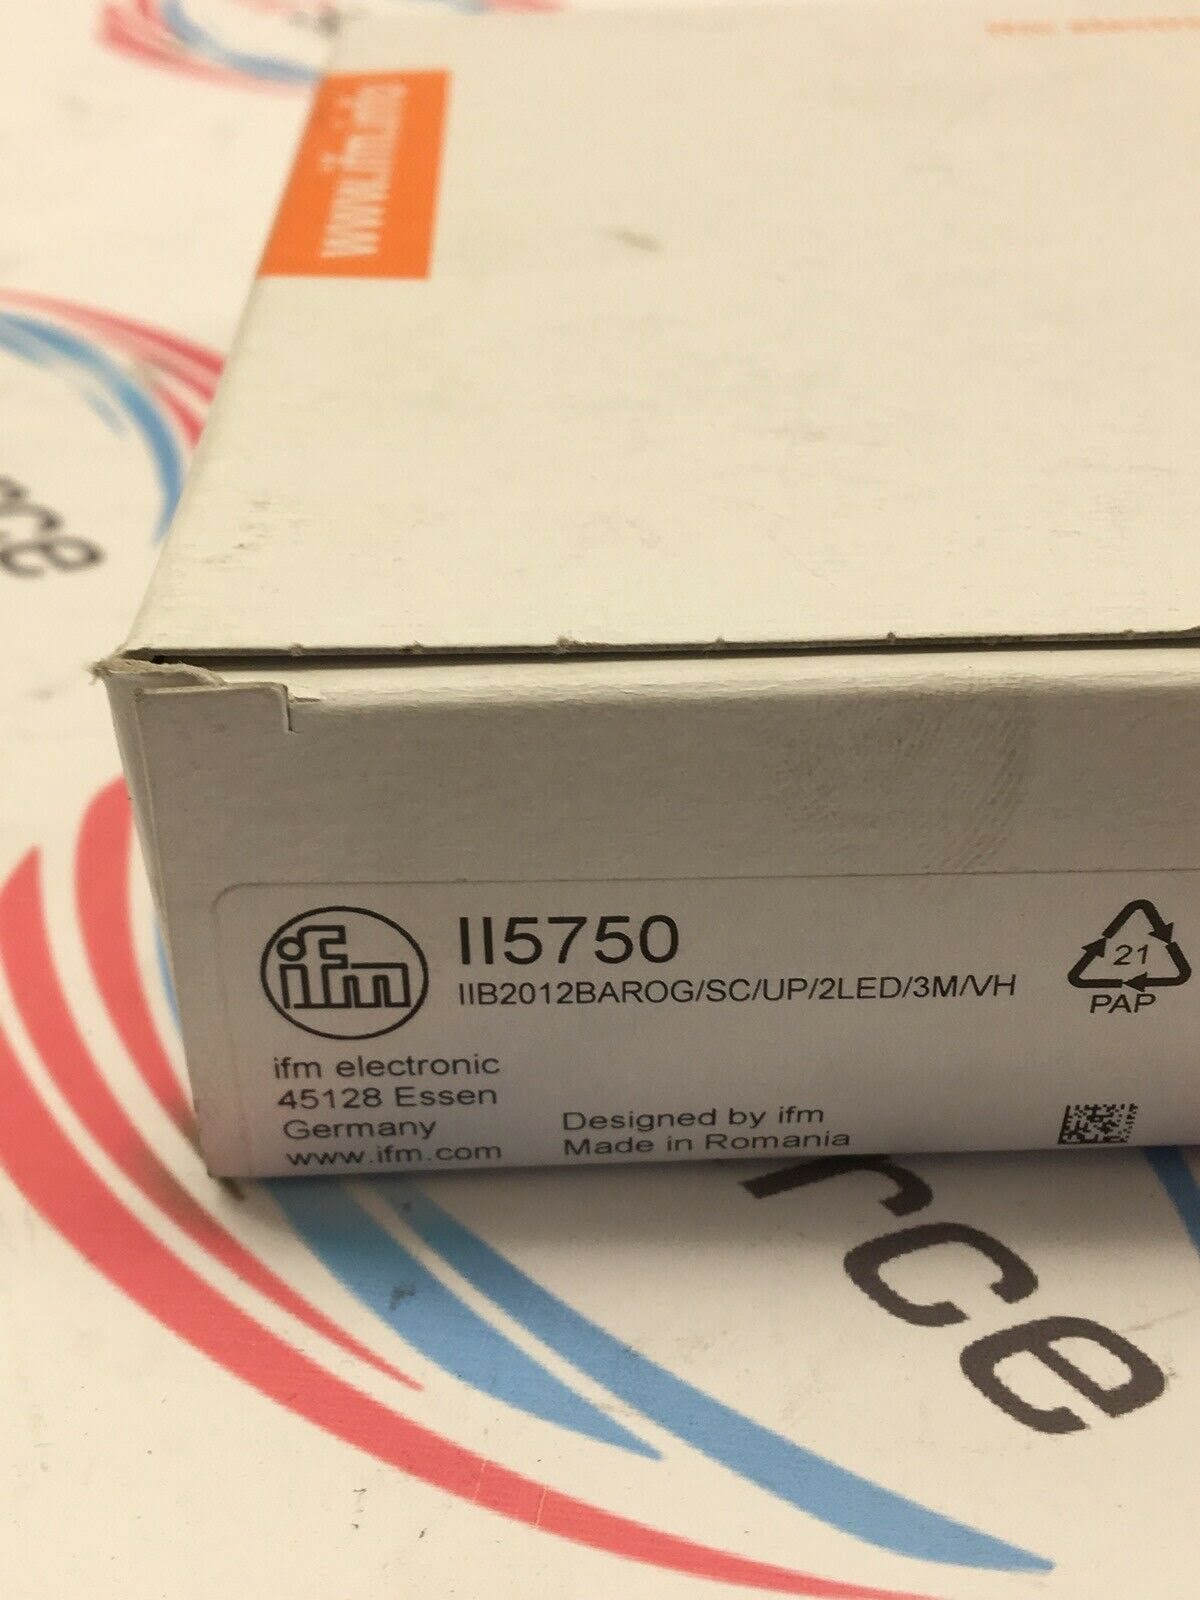 www.ifm.info
ifm
II5750
IIB2012BAROG/SC/UP/2LED/3M/VH
21
PAP
ifm electronic
45128 Essen
Germany
www.ifm.com
Designed by ifm
Made in Romania
rce